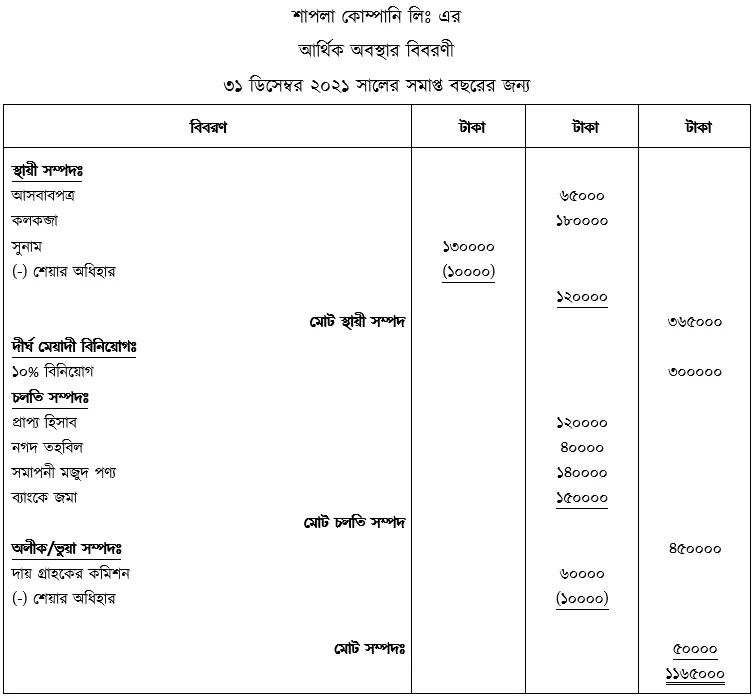 শাপলা কোম্পানি লিঃ এর
আর্থিক অবস্থার বিবরণী
৩১ ডিসেম্বর ২০২১ সালের সমাপ্ত বছরের জন্য
বিবরণ টাকা টাকা টাকা
স্থায়ী সম্পদঃ
আসবাবপত্র ৬৫০০০
কলকব্জা ১৮০০০০
সুনাম ১৩০০০০
(-) শেয়ার অধিহার (১০০০০)
১২০০০০
মোট স্থায়ী সম্পদ ৩৬৫০০০
দীর্ঘ মেয়াদী বিনিয়োগঃ
১০% বিনিয়োগ ৩০০০০০
চলতি সম্পদঃ
প্রাপ্য হিসাব ১২০০০০
নগদ তহবিল ৪০০০০
সমাপনী মজুদ পণ্য ১৪০০০০
ব্যাংকে জমা ১৫০০০০
মোট চলতি সম্পদ
অলীক/ভুয়া সম্পদঃ ৪৫০০০০
দায় গ্রাহকের কমিশন ৬০০০০
(-) শেয়ার অধিহার (১০০০০)
মোট সম্পদঃ ৫০০০০
১১৬৫০০০